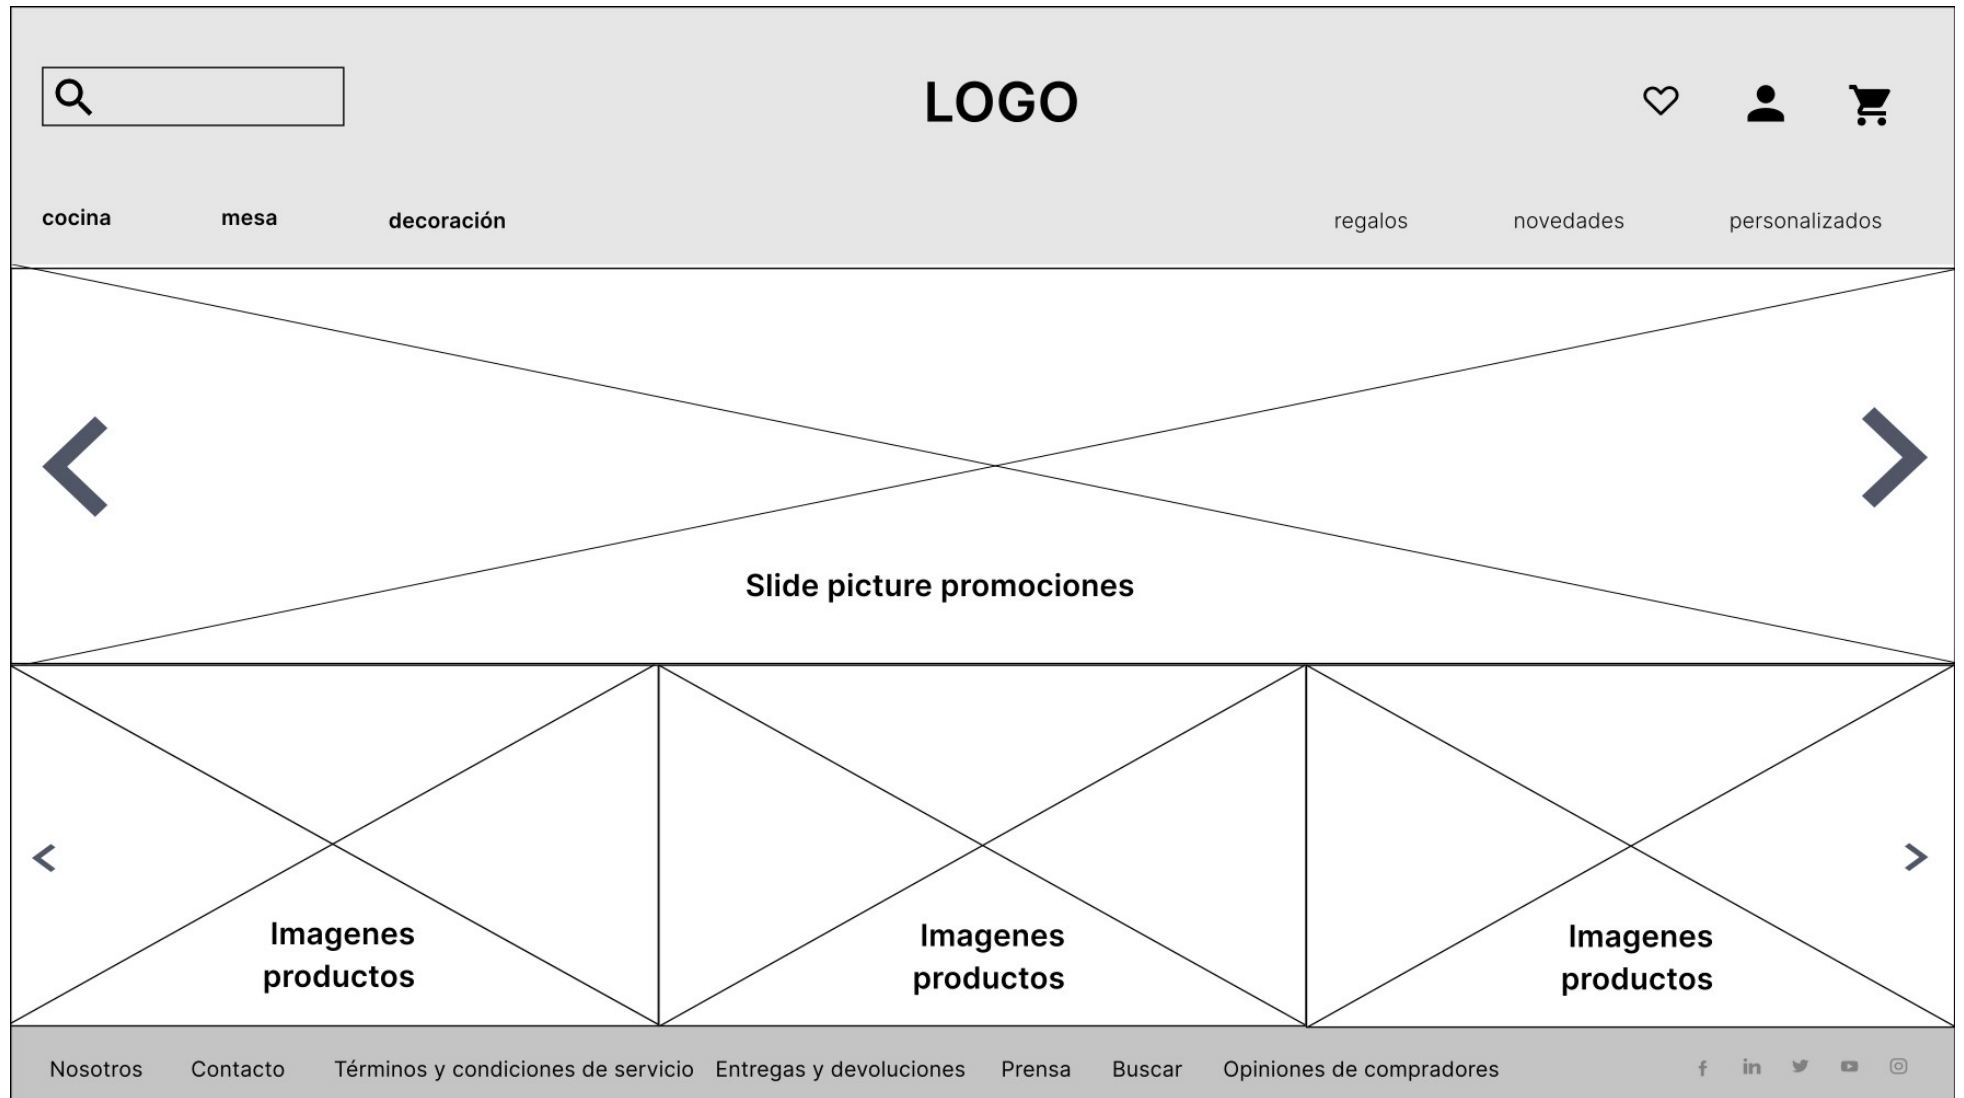 LOGO
cocina mesa decoración regalos novedades personalizados
Slide picture promociones
Imagenes
productos
Imagenes
productos
Imagenes
productos
Nosotros Contacto Términos y condiciones de servicio Entregas y devoluciones Prensa Buscar Opiniones de compradores